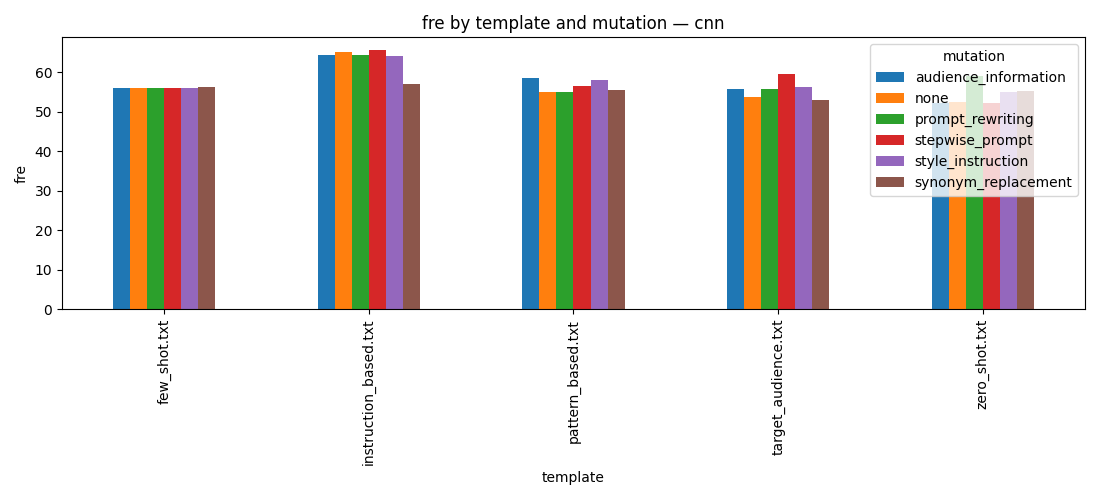 fre by template and mutation — cnn
fre
60
50
40
30
20
10
0
mutation
audience_information
none
prompt_rewriting
stepwise_prompt
style_instruction
synonym_replacement
few_shot.txt
instruction_based.txt
pattern_based.txt
target_audience.txt
zero_shot.txt
template